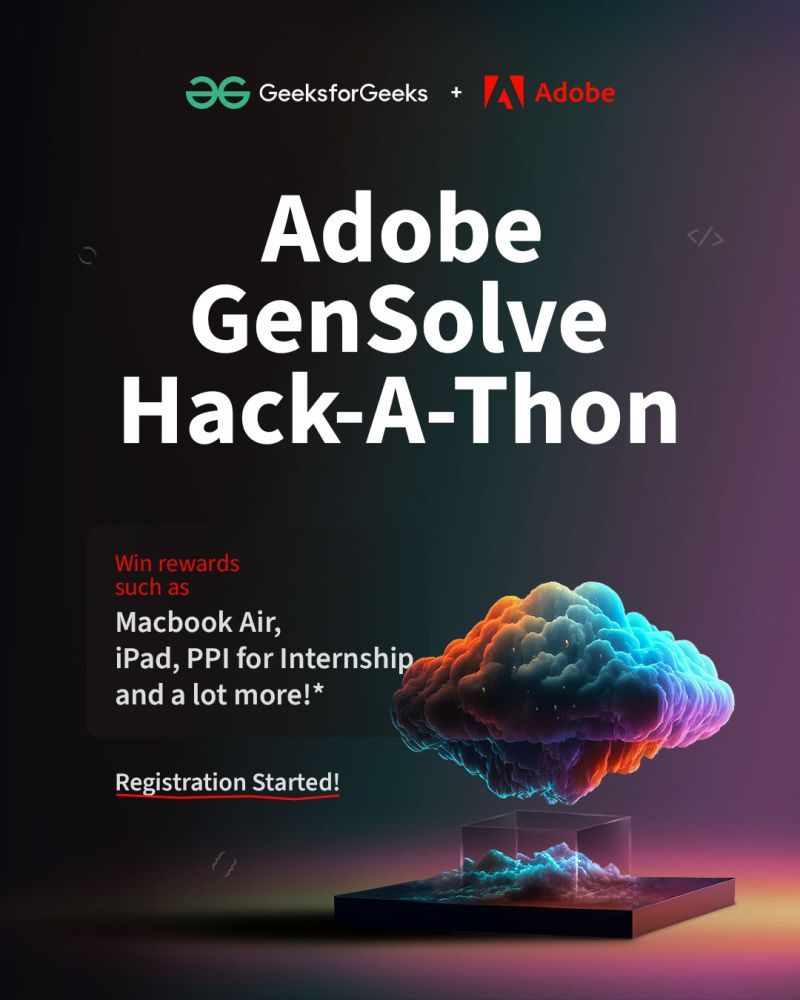 GeeksforGeeks + Adobe
Adobe
GenSolve
Hack-A-Thon
</>
Win rewards
such as
Macbook Air,
iPad, PPI for Internship
and a lot more!*
Registration Started!
{}